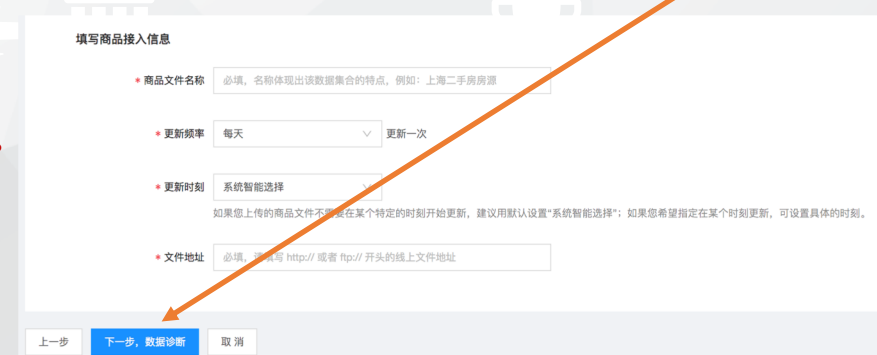 填写商品接入信息
* 商品文件名称 必填，名称体现出该数据集合的特点，例如：上海二手房房源
* 更新频率 每天 更新一次
* 更新时刻 系统智能选择
如果您上传的商品文件不需要在某个特定的时刻开始更新，建议用默认设置“系统智能选择”；如果您希望指定在某个时刻更新，可设置具体的时刻。
* 文件地址 必填，请填写 http:// 或者 ftp:// 开头的线上文件地址
上一步 下一步，数据诊断 取 消